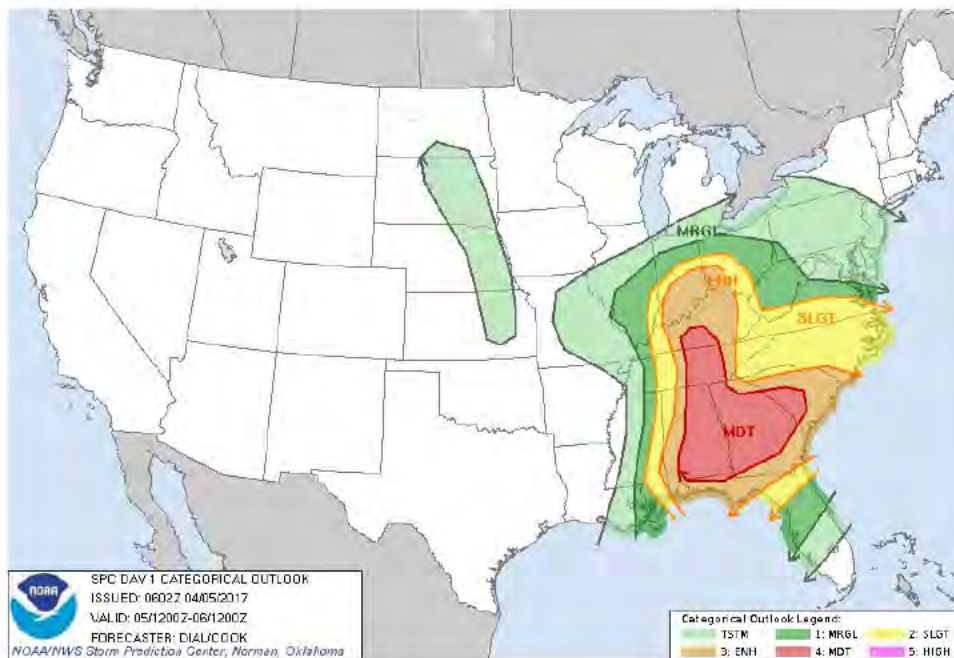 MRGL
ENH
SLGT
MDT
NOAA
SPC DAY 1 CATEGORICAL OUTLOOK
ISSUED: 0602Z 04/05/2017
VALID: 05/1200Z-06/1200Z
FORECASTER: DIAL/COOK
NOAA/NWS Storm Prediction Center, Norman, Oklahoma
Categorical Outlook Legend:
TSTM 1: MRGL 2: SLGT
3: ENH 4: MDT 5: HIGH